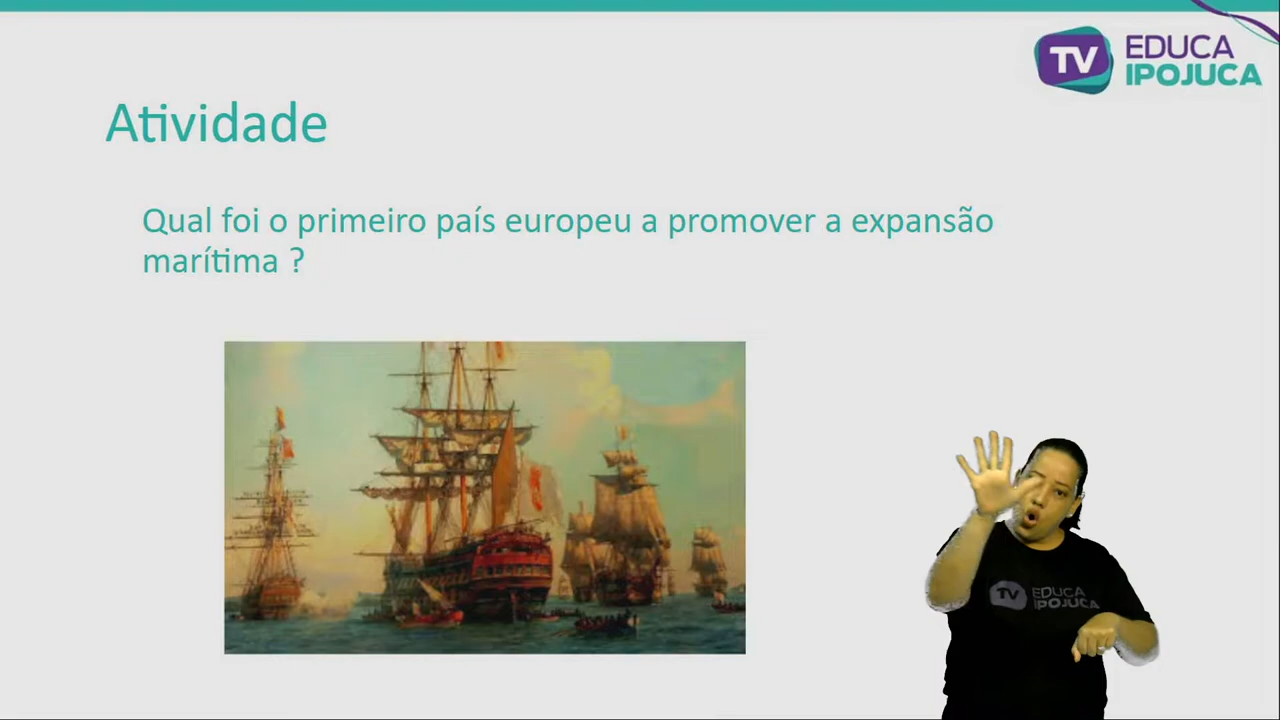 TV EDUCA
IPOJUCA
Atividade
Qual foi o primeiro país europeu a promover a expansão
marítima ?
TV EDUCA
IPOJUCA